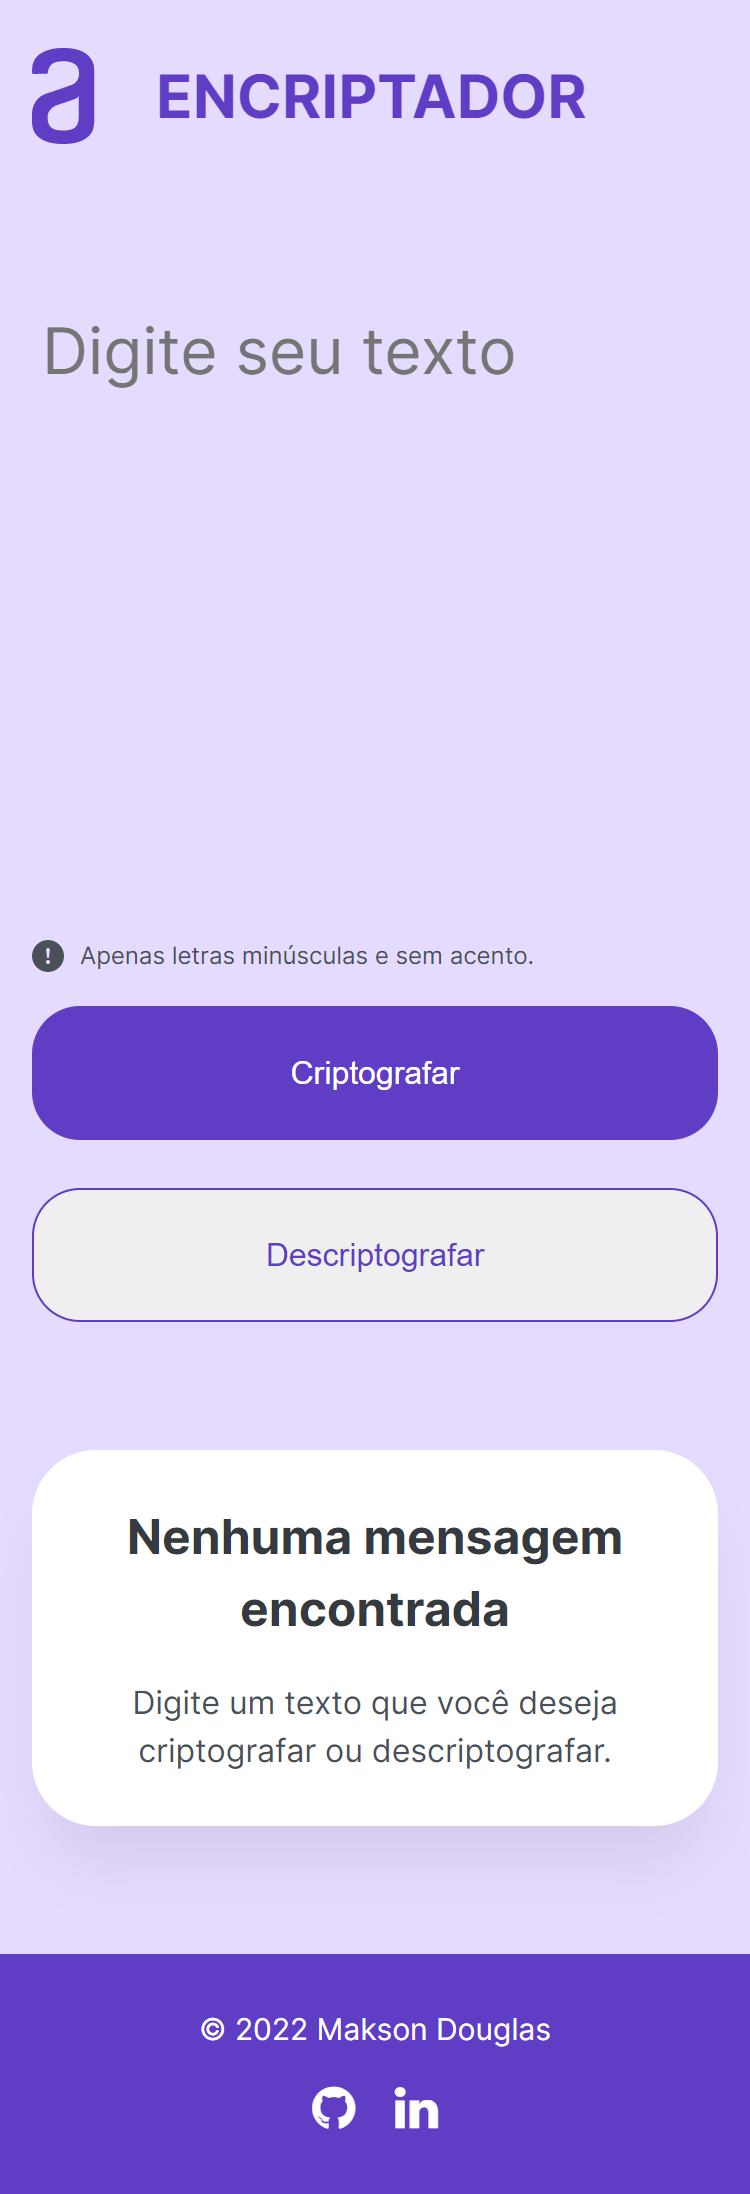 a ENCRIPTADOR
Digite seu texto
! Apenas letras minúsculas e sem acento.
Criptografar
Descriptografar
Nenhuma mensagem
encontrada
Digite um texto que você deseja
criptografar ou descriptografar.
© 2022 Makson Douglas
in